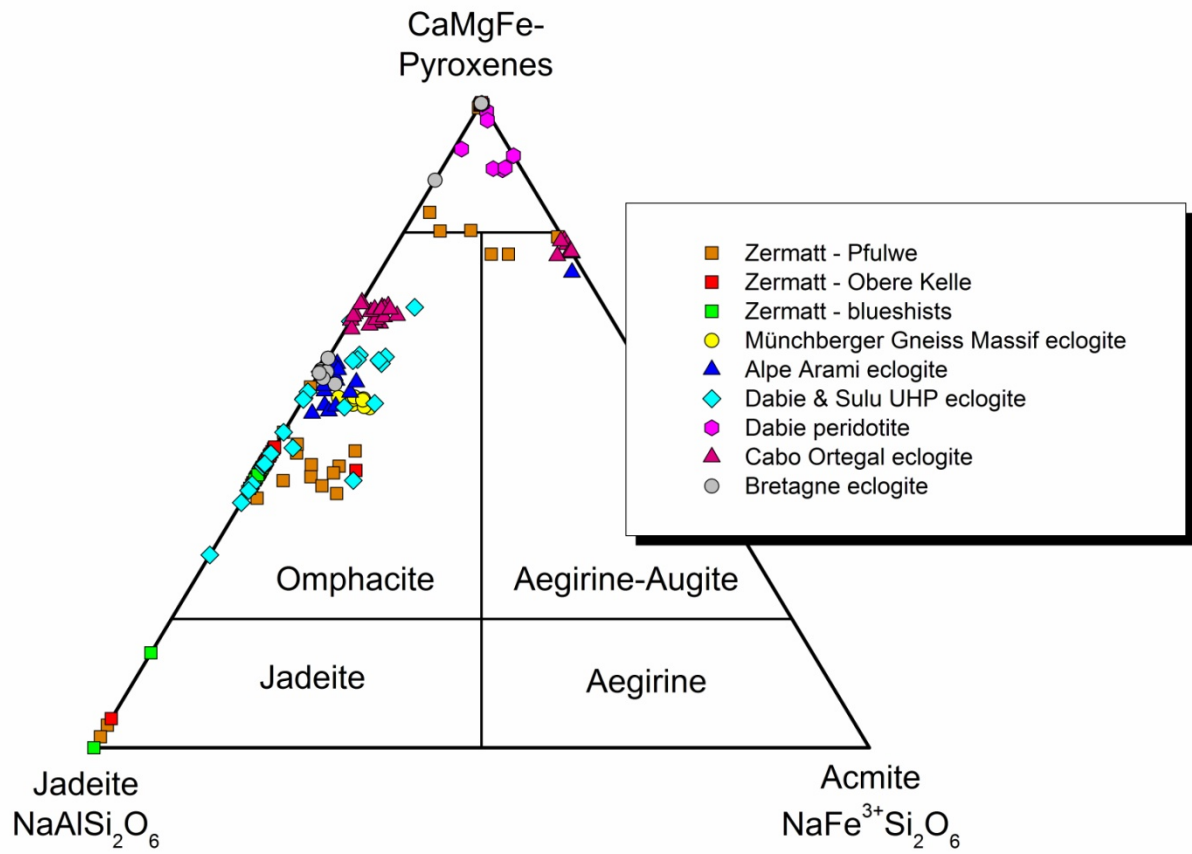 CaMgFe-
Pyroxenes
Zermatt - Pfulwe
Zermatt - Obere Kelle
Zermatt - blueshists
Münchberger Gneiss Massif eclogite
Alpe Arami eclogite
Dabie & Sulu UHP eclogite
Dabie peridotite
Cabo Ortegal eclogite
Bretagne eclogite
Omphacite
Aegirine-Augite
Jadeite
Aegirine
Jadeite
NaAlSi₂O₆
Acmite
NaFe³⁺Si₂O₆